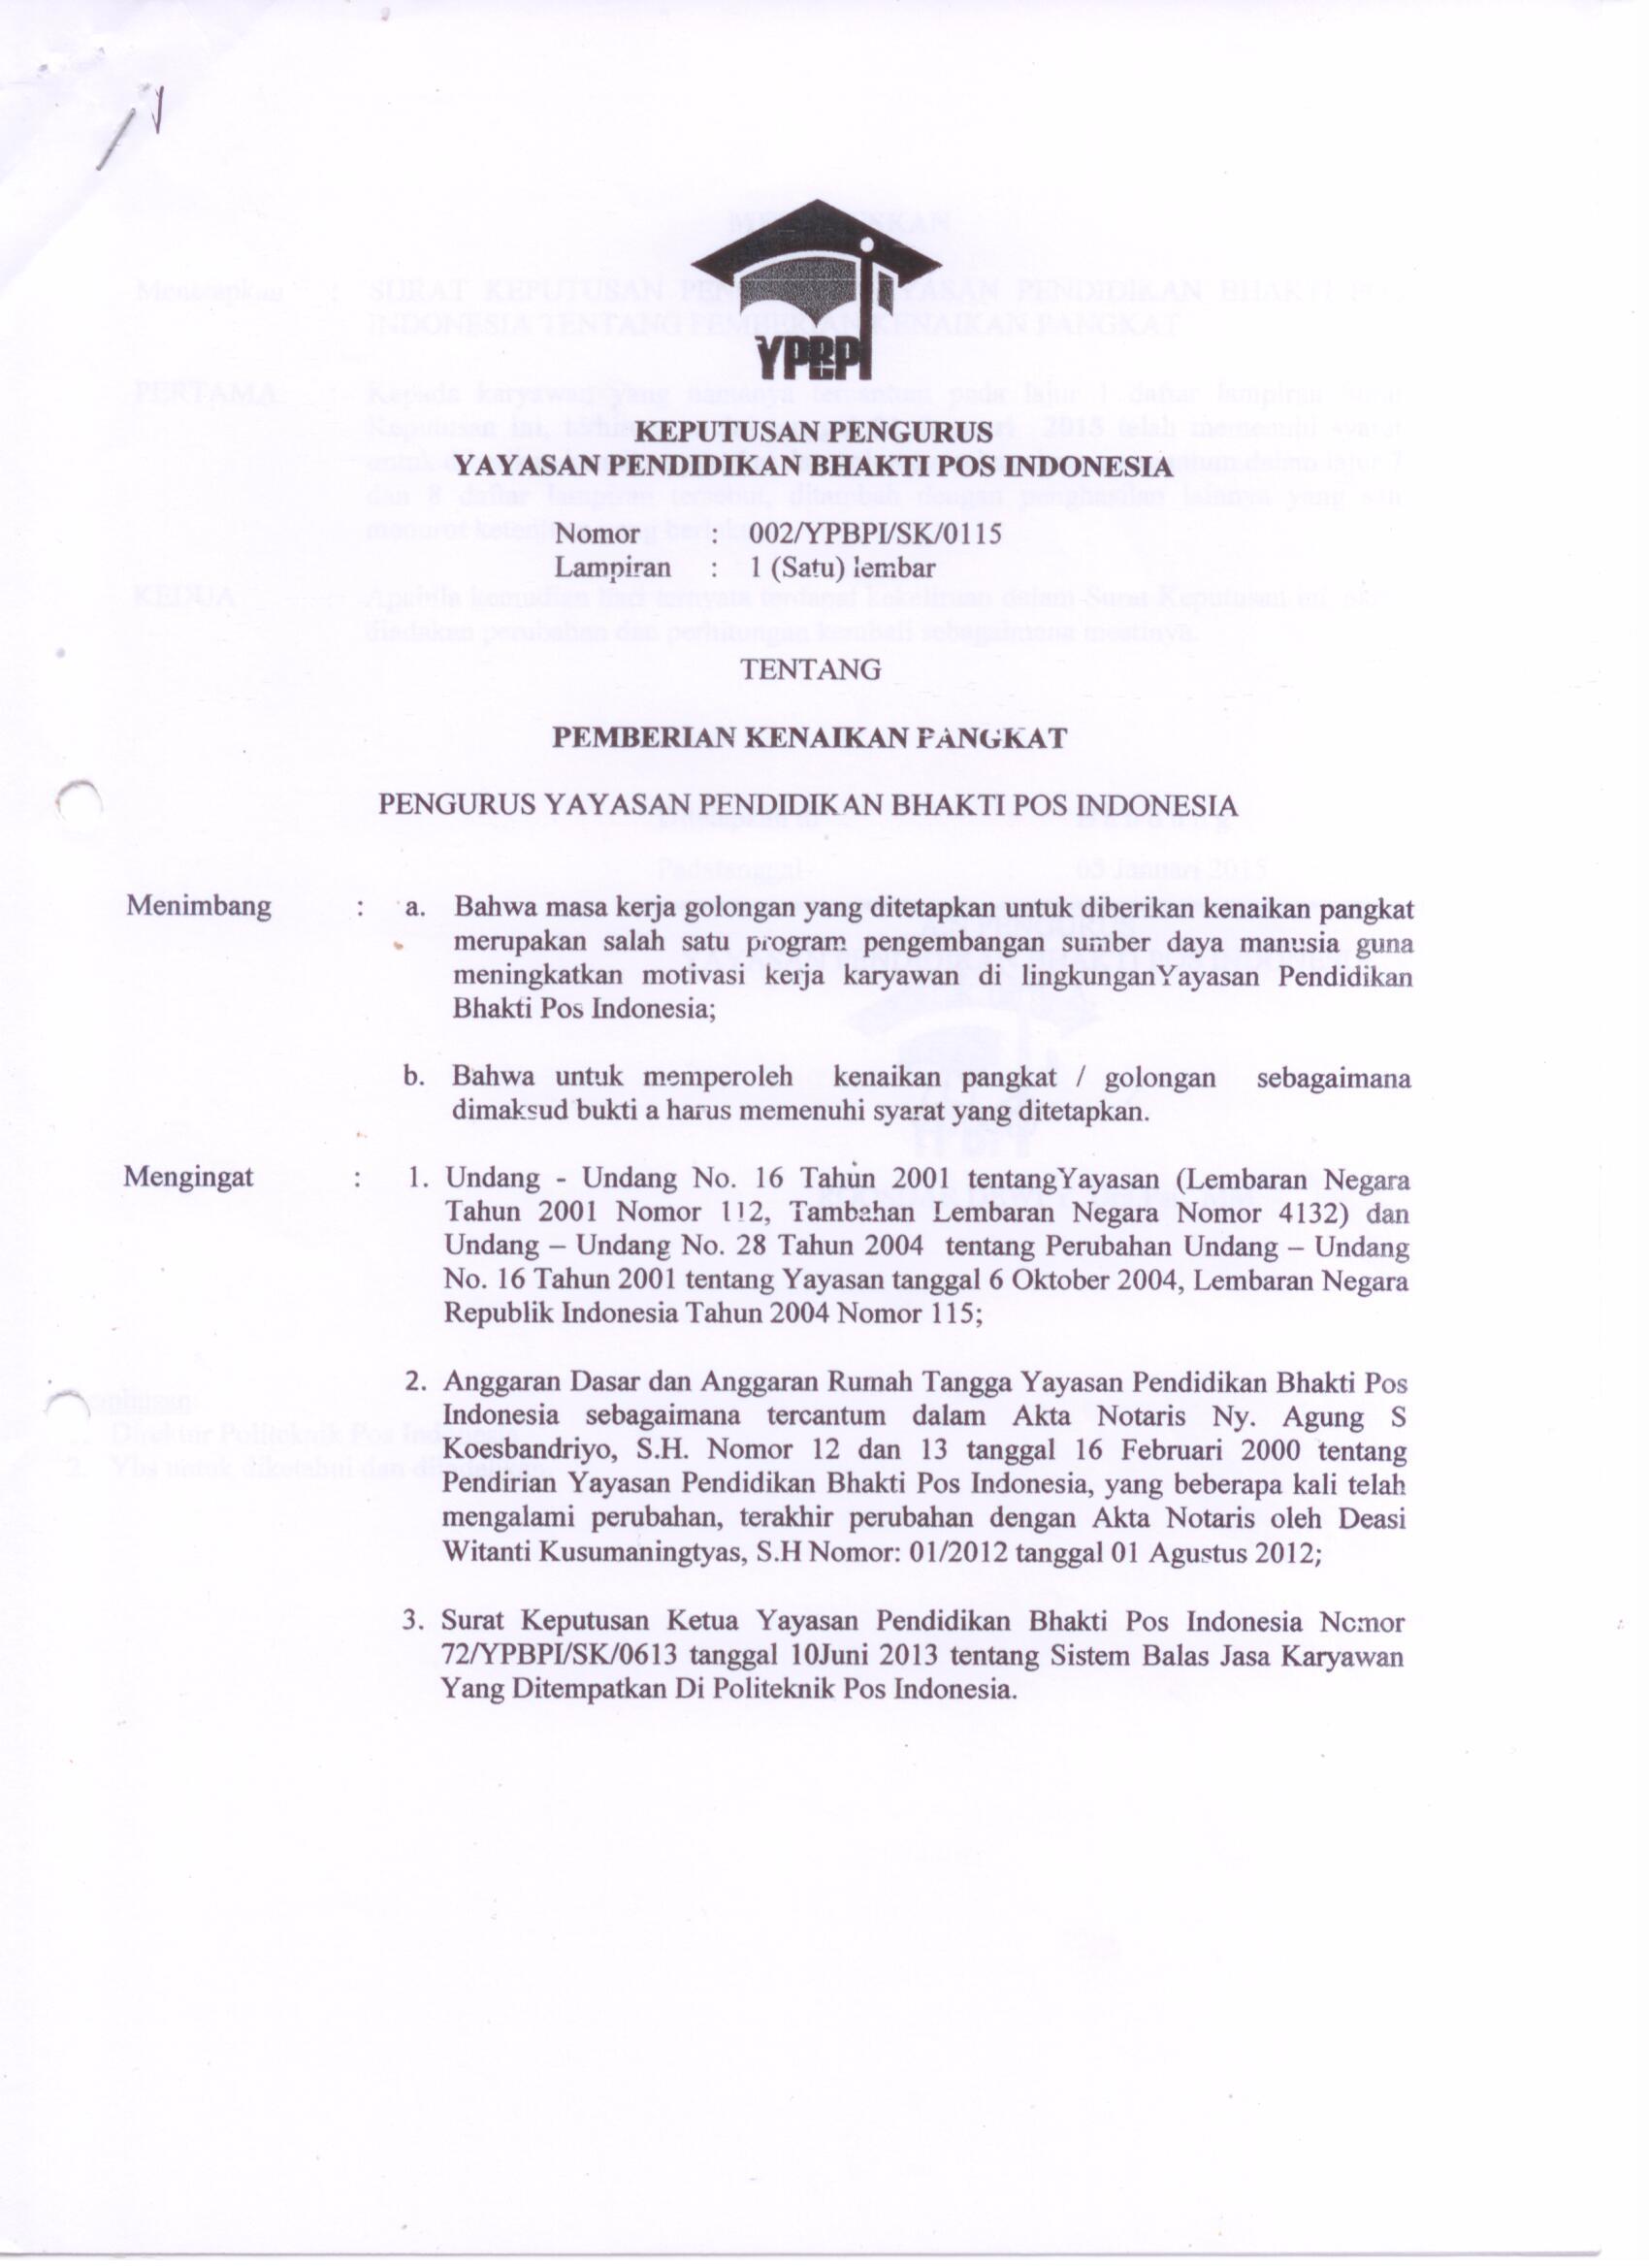 YPBPI
KEPUTUSAN PENGURUS
YAYASAN PENDIDIKAN BHAKTI POS INDONESIA
Nomor : 002/YPBPI/SK/0115
Lampiran : 1 (Satu) lembar
TENTANG
PEMBERIAN KENAIKAN PANGKAT
PENGURUS YAYASAN PENDIDIKAN BHAKTI POS INDONESIA
Menimbang : a. Bahwa masa kerja golongan yang ditetapkan untuk diberikan kenaikan pangkat
merupakan salah satu program pengembangan sumber daya manusia guna
meningkatkan motivasi kerja karyawan di lingkunganYayasan Pendidikan
Bhakti Pos Indonesia;
b. Bahwa untuk memperoleh kenaikan pangkat / golongan sebagaimana
dimaksud bukti a harus memenuhi syarat yang ditetapkan.
Mengingat : 1. Undang - Undang No. 16 Tahun 2001 tentangYayasan (Lembaran Negara
Tahun 2001 Nomor 112, Tambahan Lembaran Negara Nomor 4132) dan
Undang – Undang No. 28 Tahun 2004 tentang Perubahan Undang – Undang
No. 16 Tahun 2001 tentang Yayasan tanggal 6 Oktober 2004, Lembaran Negara
Republik Indonesia Tahun 2004 Nomor 115;
2. Anggaran Dasar dan Anggaran Rumah Tangga Yayasan Pendidikan Bhakti Pos
Indonesia sebagaimana tercantum dalam Akta Notaris Ny. Agung S
Koesbandriyo, S.H. Nomor 12 dan 13 tanggal 16 Februari 2000 tentang
Pendirian Yayasan Pendidikan Bhakti Pos Indonesia, yang beberapa kali telah
mengalami perubahan, terakhir perubahan dengan Akta Notaris oleh Deasi
Witanti Kusumaningtyas, S.H Nomor: 01/2012 tanggal 01 Agustus 2012;
3. Surat Keputusan Ketua Yayasan Pendidikan Bhakti Pos Indonesia Nomor
72/YPBPI/SK/0613 tanggal 10Juni 2013 tentang Sistem Balas Jasa Karyawan
Yang Ditempatkan Di Politeknik Pos Indonesia.